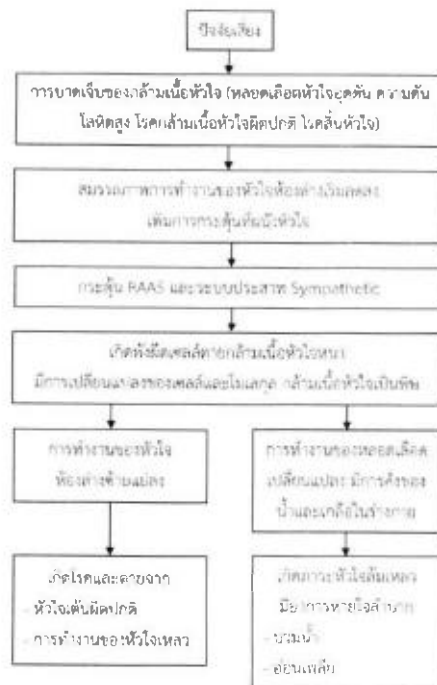 ปัจจัยเสี่ยง
การบาดเจ็บของกล้ามเนื้อหัวใจ (หลอดเลือดหัวใจอุดตัน ความดัน
โลหิตสูง โรคกล้ามเนื้อหัวใจผิดปกติ โรคลิ้นหัวใจ)
สมรรถภาพการทำงานของหัวใจห้องล่างเริ่มลดลง
เพิ่มการกระตุ้นที่ผนังหัวใจ
กระตุ้น RAAS และระบบประสาท Sympathetic
เกิดพังผืดเซลล์ตายกล้ามเนื้อหัวใจหนา
มีการเปลี่ยนแปลงของเซลล์และโมเลกุล กล้ามเนื้อหัวใจเป็นพิษ
การทำงานของหัวใจ
ห้องล่างซ้ายแย่ลง
การทำงานของหลอดเลือด
เปลี่ยนแปลง มีการคั่งของ
น้ำและเกลือในร่างกาย
เกิดโรคและตายจาก
- หัวใจเต้นผิดปกติ
- การทำงานของหัวใจเหลว
เกิดภาวะหัวใจล้มเหลว
มีอาการหายใจลำบาก
- บวมน้ำ
- อ่อนเพลีย